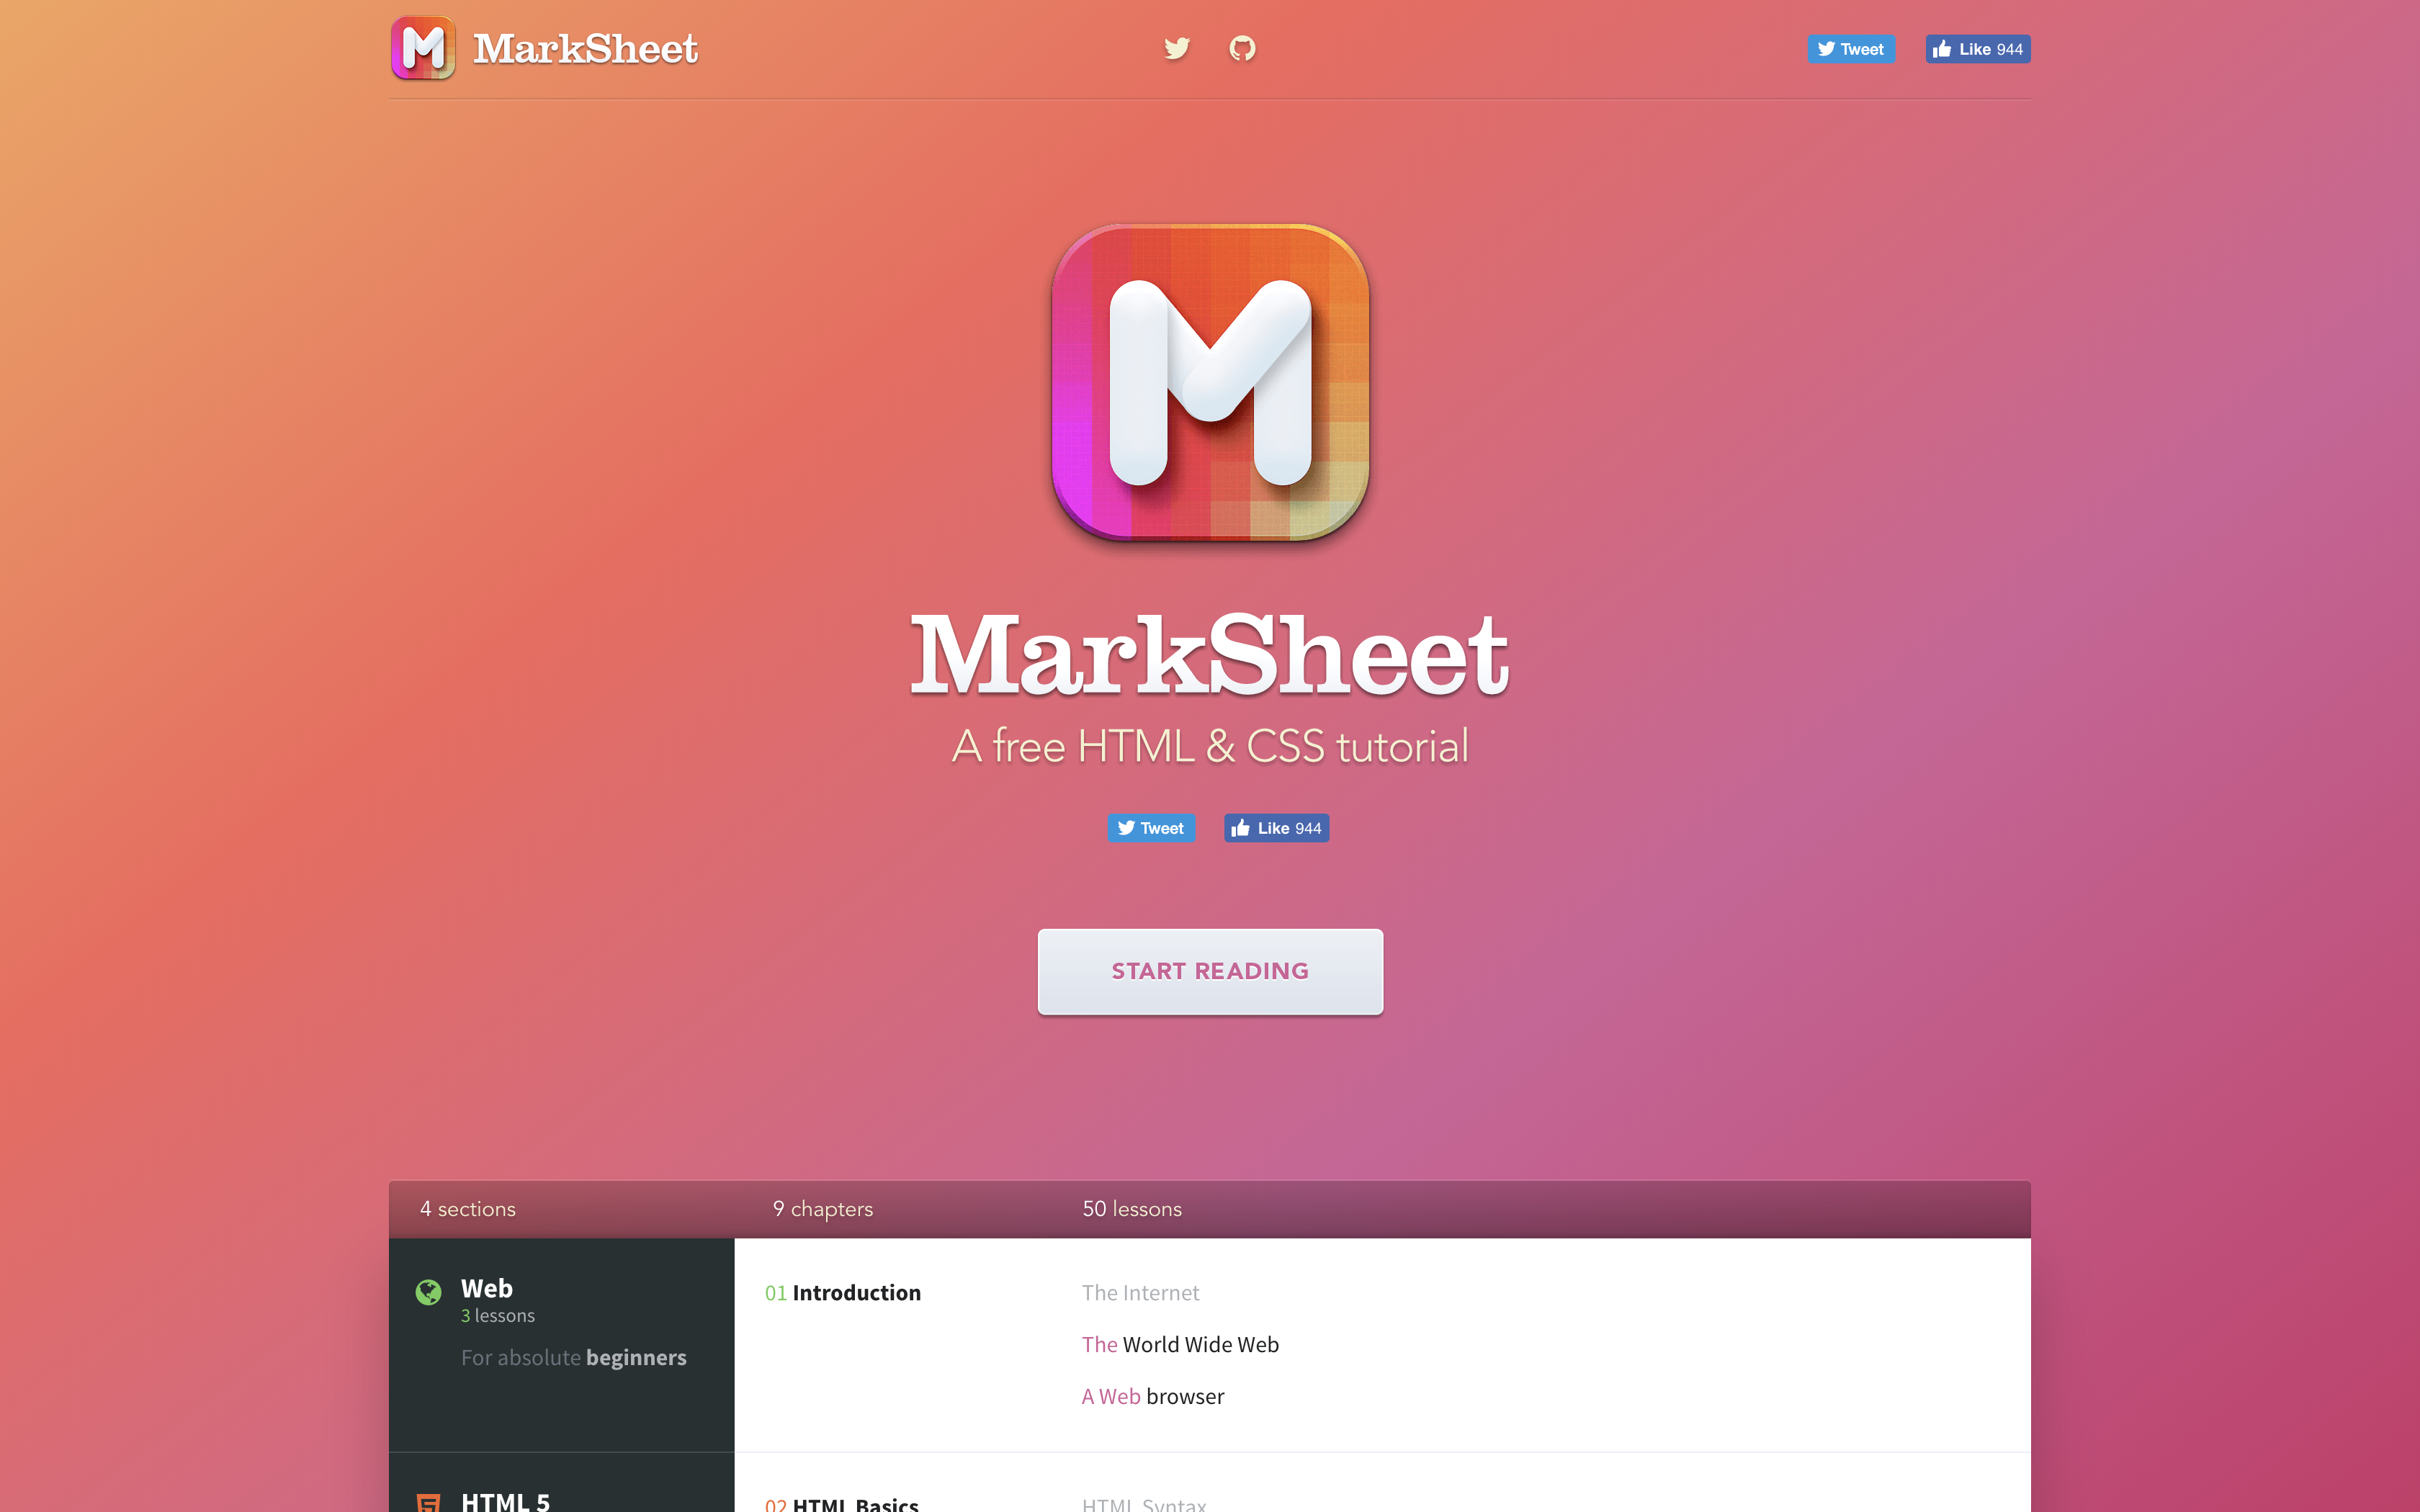 MarkSheet
Tweet
Like 944
M
MarkSheet
A free HTML & CSS tutorial
Tweet
Like 944
START READING
4 sections
9 chapters
50 lessons
Web
3 lessons
For absolute beginners
01 Introduction
The Internet
The World Wide Web
A Web browser
HTML 5
02 HTML Basics
HTML Syntax